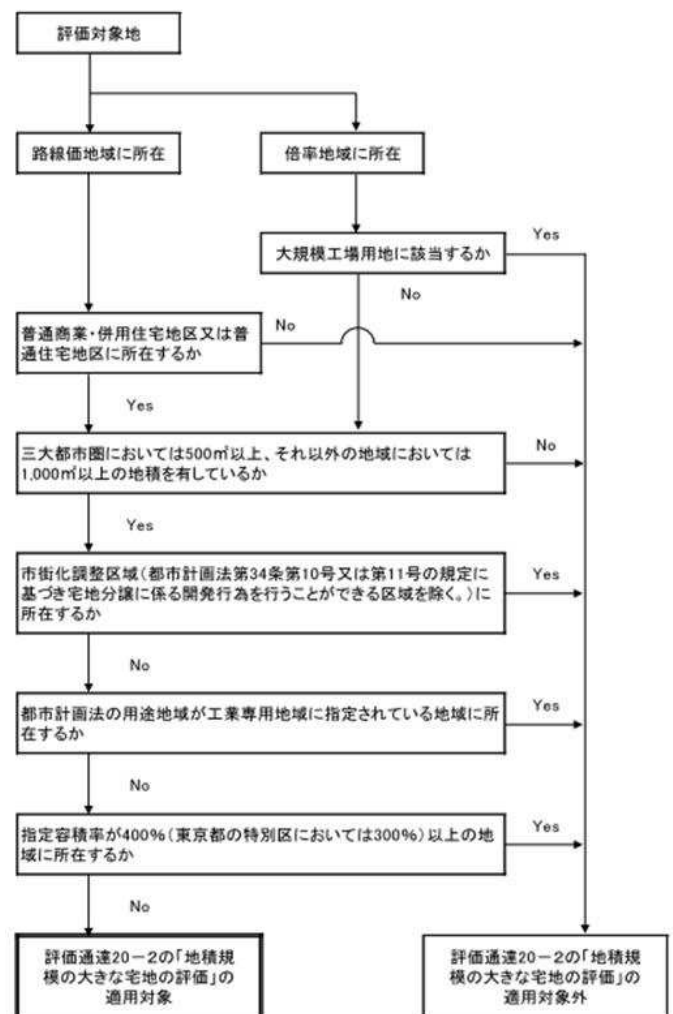 評価対象地
路線価地域に所在
倍率地域に所在
大規模工場用地に該当するか
Yes
No
普通商業・併用住宅地区又は普
通住宅地区に所在するか
No
Yes
三大都市圏においては500㎡以上、それ以外の地域においては
1,000㎡以上の地積を有しているか
No
Yes
市街化調整区域（都市計画法第34条第10号又は第11号の規定に
基づき宅地分譲に係る開発行為を行うことができる区域を除く。）に
所在するか
Yes
No
都市計画法の用途地域が工業専用地域に指定されている地域に所
在するか
Yes
No
指定容積率が400％（東京都の特別区においては300％）以上の地
域に所在するか
Yes
No
評価通達20－2の「地積規
模の大きな宅地の評価」の
適用対象
評価通達20－2の「地積規
模の大きな宅地の評価」の
適用対象外